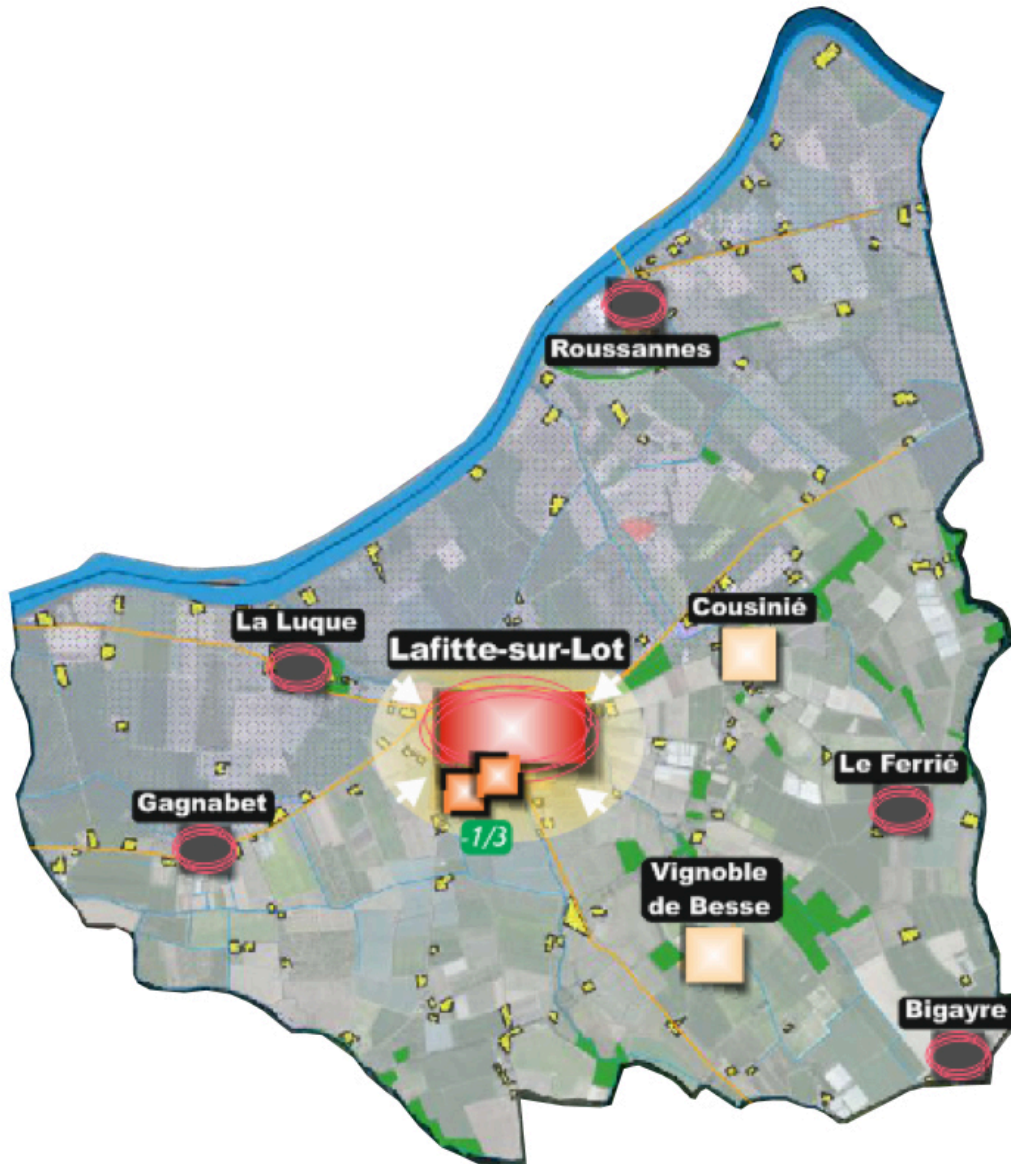 Roussannes
Cousinié
La Luque
Lafitte-sur-Lot
Le Ferrié
Gagnabet
-1/3
Vignoble
de Besse
Bigayre